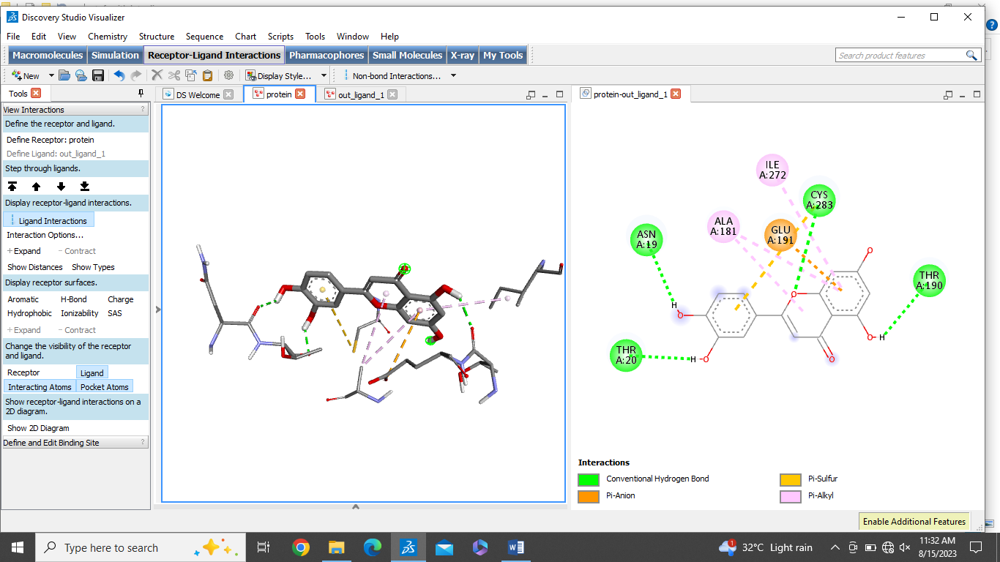 Discovery Studio Visualizer
File Edit View Chemistry Structure Sequence Chart Scripts Tools Window Help
Macromolecules Simulation Receptor-Ligand Interactions Pharmacophores Small Molecules X-ray My Tools
Search product features
New Display Style... Non-bond Interactions...
Tools
DS Welcome protein out_ligand_1
protein-out_ligand_1
View Interactions ?
Define the receptor and ligand.
Define Receptor: protein
Define Ligand: out_ligand_1
Step through ligands.
Display receptor-ligand interactions.
Ligand Interactions
Interaction Options...
+ Expand − Contract
Show Distances Show Types
Display receptor surfaces.
Aromatic H-Bond Charge
Hydrophobic Ionizability SAS
+ Expand − Contract
Change the visibility of the receptor
and ligand.
Receptor Ligand
Interacting Atoms Pocket Atoms
Show receptor-ligand interactions on a
2D diagram.
Show 2D Diagram
Define and Edit Binding Site ?
ILE
A:272
CYS
A:283
ALA
A:181
GLU
A:191
ASN
A:19
THR
A:190
THR
A:20
H
O
O
O
H-O
O
O-H
Interactions
Conventional Hydrogen Bond
Pi-Anion
Pi-Sulfur
Pi-Alkyl
Enable Additional Features
Type here to search
1
32°C Light rain
11:32 AM
8/15/2023